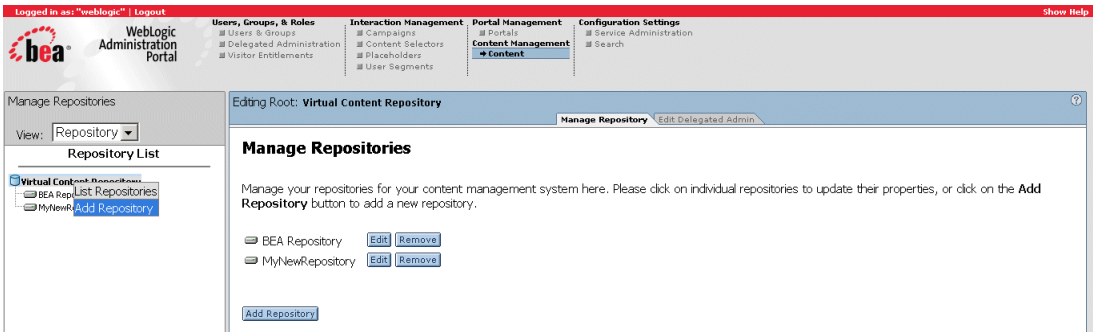 Logged in as: "weblogic" | Logout
Show Help
bea
WebLogic
Administration
Portal
Users, Groups, & Roles
Users & Groups
Delegated Administration
Visitor Entitlements
Interaction Management
Campaigns
Content Selectors
Placeholders
User Segments
Portal Management
Portals
Content Management
Content
Configuration Settings
Service Administration
Search
Manage Repositories
View: Repository
Repository List
Virtual Content Repository
List Repositories
Add Repository
Editing Root: Virtual Content Repository
?
Manage Repository Edit Delegated Admin
Manage Repositories
Manage your repositories for your content management system here. Please click on individual repositories to update their properties, or click on the Add
Repository button to add a new repository.
BEA Repository Edit Remove
MyNewRepository Edit Remove
Add Repository